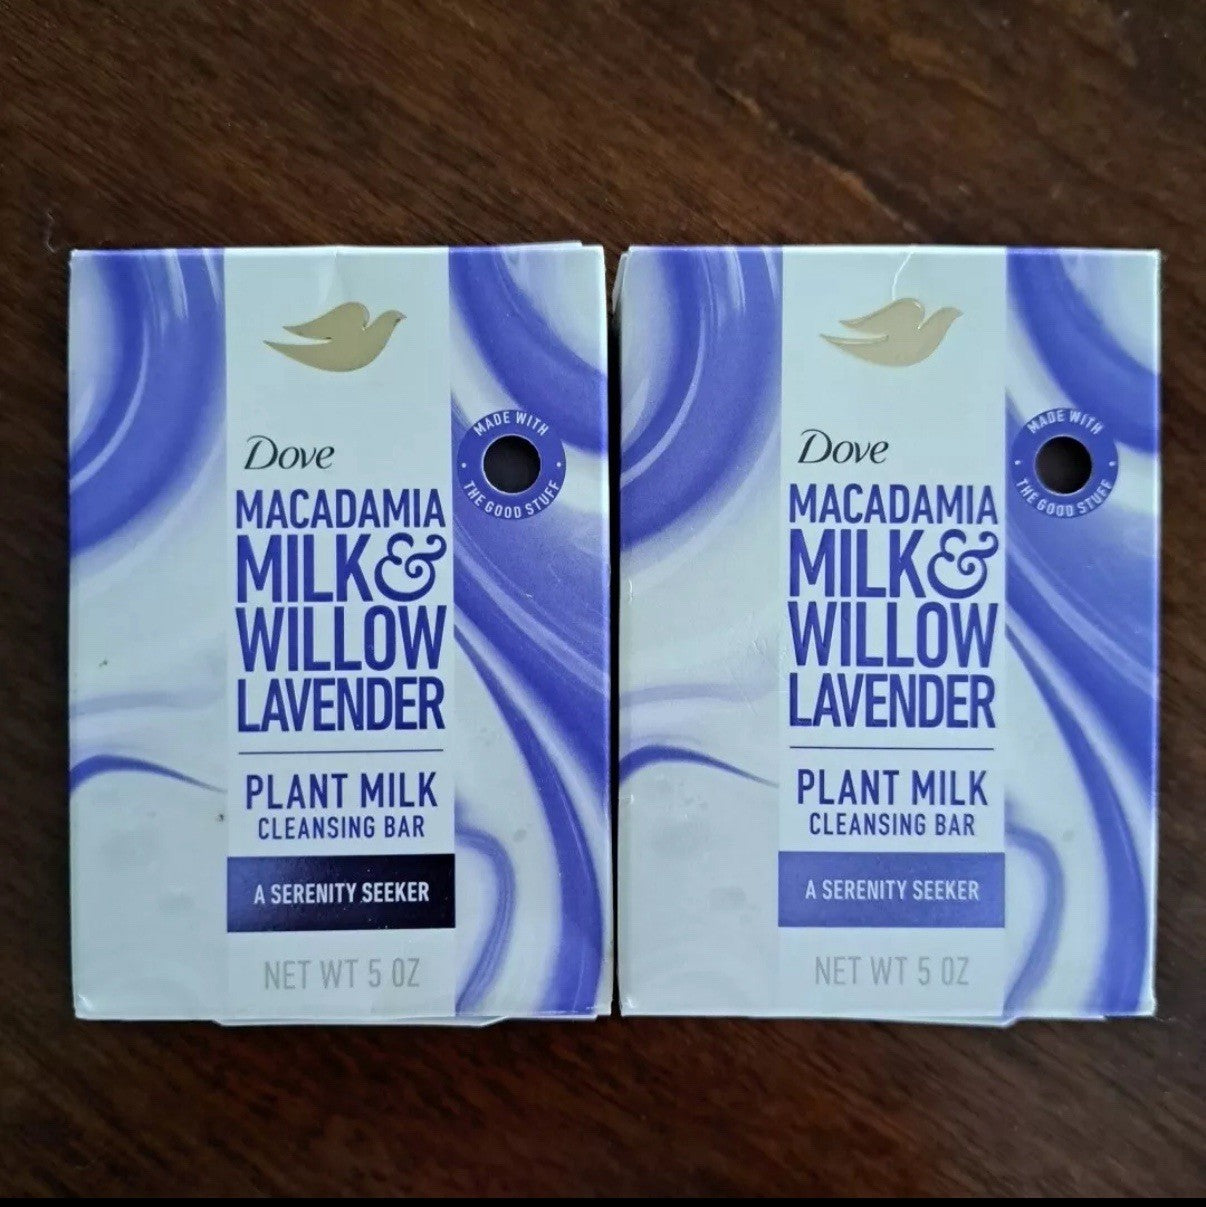 Dove
MADE WITH
THE GOOD STUFF
MACADAMIA
MILK &
WILLOW
LAVENDER
PLANT MILK
CLEANSING BAR
A SERENITY SEEKER
NET WT 5 OZ
Dove
MADE WITH
THE GOOD STUFF
MACADAMIA
MILK &
WILLOW
LAVENDER
PLANT MILK
CLEANSING BAR
A SERENITY SEEKER
NET WT 5 OZ